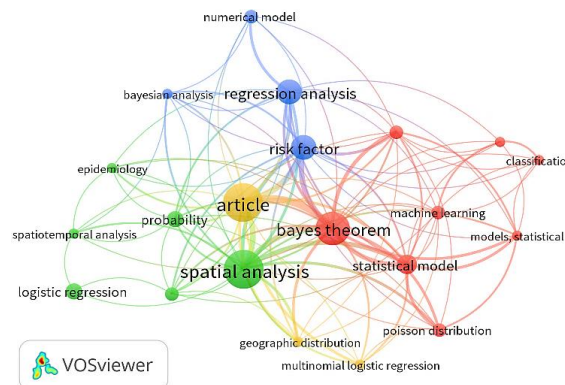 numerical model
bayesian analysis
regression analysis
risk factor
classificatio
epidemiology
article
machine learning
probability
bayes theorem
spatiotemporal analysis
models, statistical
statistical model
spatial analysis
logistic regression
poisson distribution
geographic distribution
multinomial logistic regression
VOSviewer